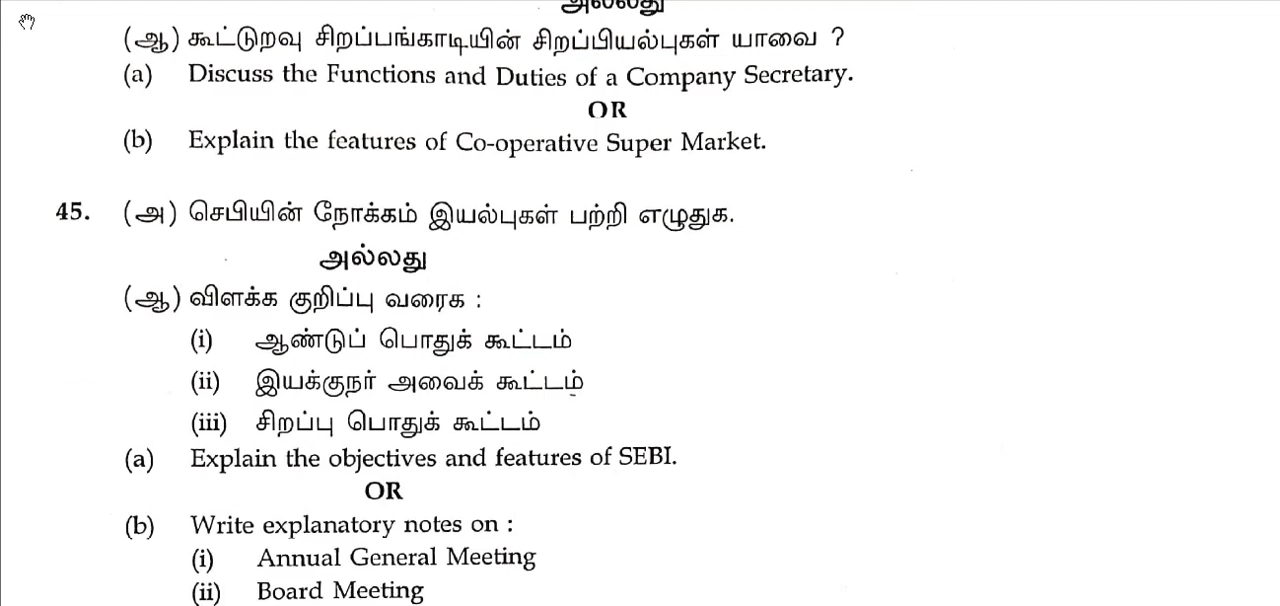 அல்லது
(ஆ) கூட்டுறவு சிறப்பங்காடியின் சிறப்பியல்புகள் யாவை ?
(a) Discuss the Functions and Duties of a Company Secretary.
OR
(b) Explain the features of Co-operative Super Market.
45. (அ) செபியின் நோக்கம் இயல்புகள் பற்றி எழுதுக.
அல்லது
(ஆ) விளக்க குறிப்பு வரைக :
(i) ஆண்டுப் பொதுக் கூட்டம்
(ii) இயக்குநர் அவைக் கூட்டம்
(iii) சிறப்பு பொதுக் கூட்டம்
(a) Explain the objectives and features of SEBI.
OR
(b) Write explanatory notes on :
(i) Annual General Meeting
(ii) Board Meeting